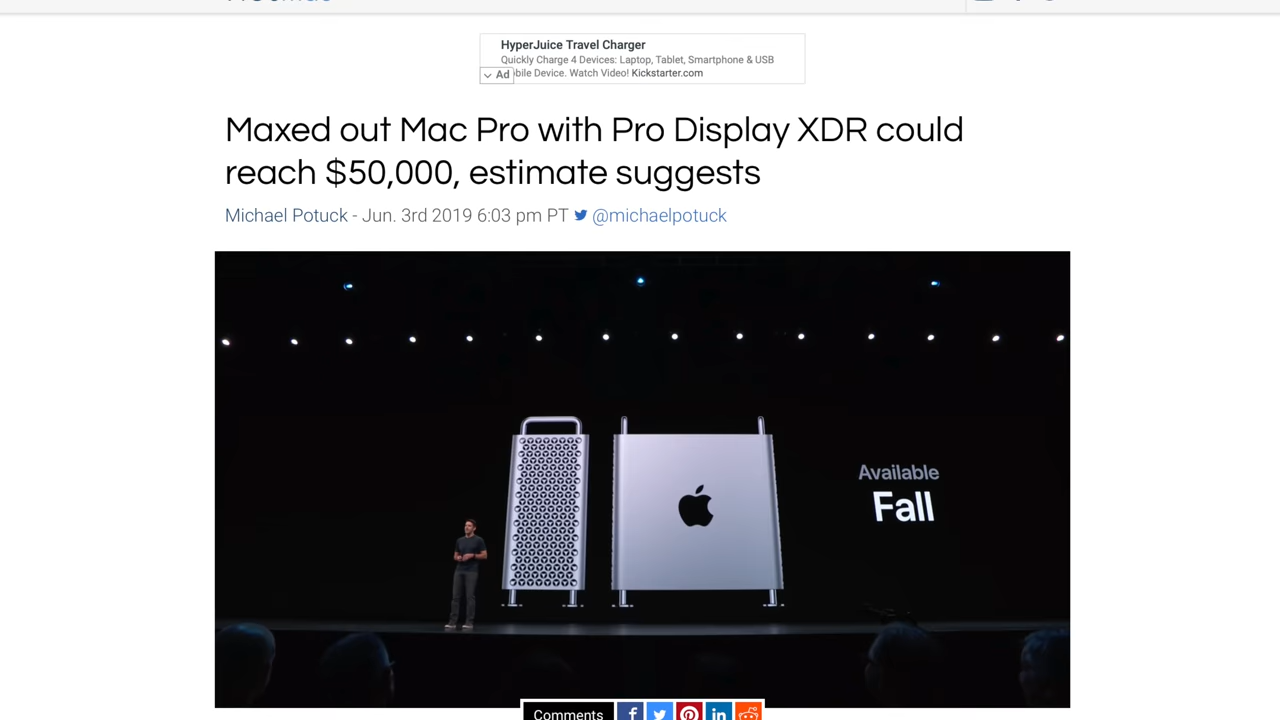 HyperJuice Travel Charger
Quickly Charge 4 Devices: Laptop, Tablet, Smartphone & USB
Device. Watch Video! Kickstarter.com
Ad
Maxed out Mac Pro with Pro Display XDR could
reach $50,000, estimate suggests
Michael Potuck - Jun. 3rd 2019 6:03 pm PT @michaelpotuck
Available
Fall
Comments